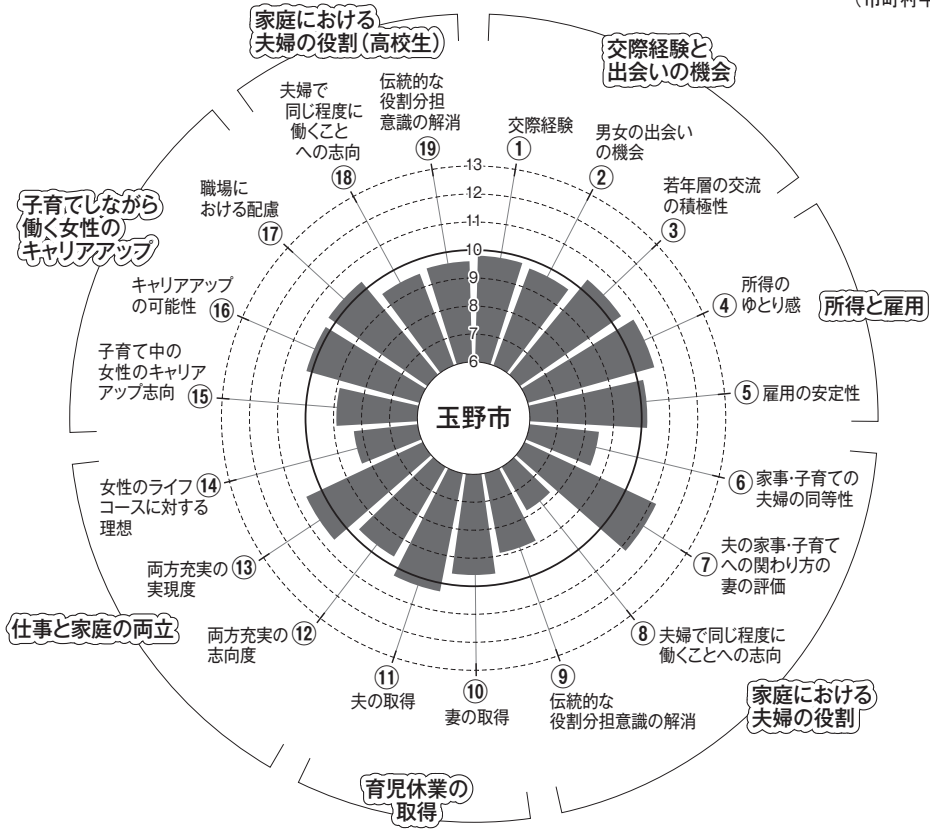 (市町村平
家庭における
夫婦の役割(高校生)
交際経験と
出会いの機会
夫婦で
同じ程度に
働くこと
への志向
⑱
伝統的な
役割分担
意識の解消
⑲
交際経験
①
男女の出会い
の機会
②
若年層の交流
の積極性
③
職場に
おける配慮
⑰
子育てしながら
働く女性の
キャリアアップ
キャリアアップ
の可能性
⑯
所得の
ゆとり感
④
所得と雇用
子育て中の
女性のキャリア
アップ志向
⑮
⑤ 雇用の安定性
13
12
11
10
9
8
7
6
玉野市
女性のライフ
コースに対する
理想
⑭
⑥ 家事・子育ての
夫婦の同等性
両方充実の
実現度
⑬
⑦ 夫の家事・子育て
への関わり方の
妻の評価
仕事と家庭の両立
両方充実の
志向度
⑫
⑧ 夫婦で同じ程度に
働くことへの志向
⑪
夫の取得
⑩
妻の取得
⑨
伝統的な
役割分担意識の解消
家庭における
夫婦の役割
育児休業の
取得